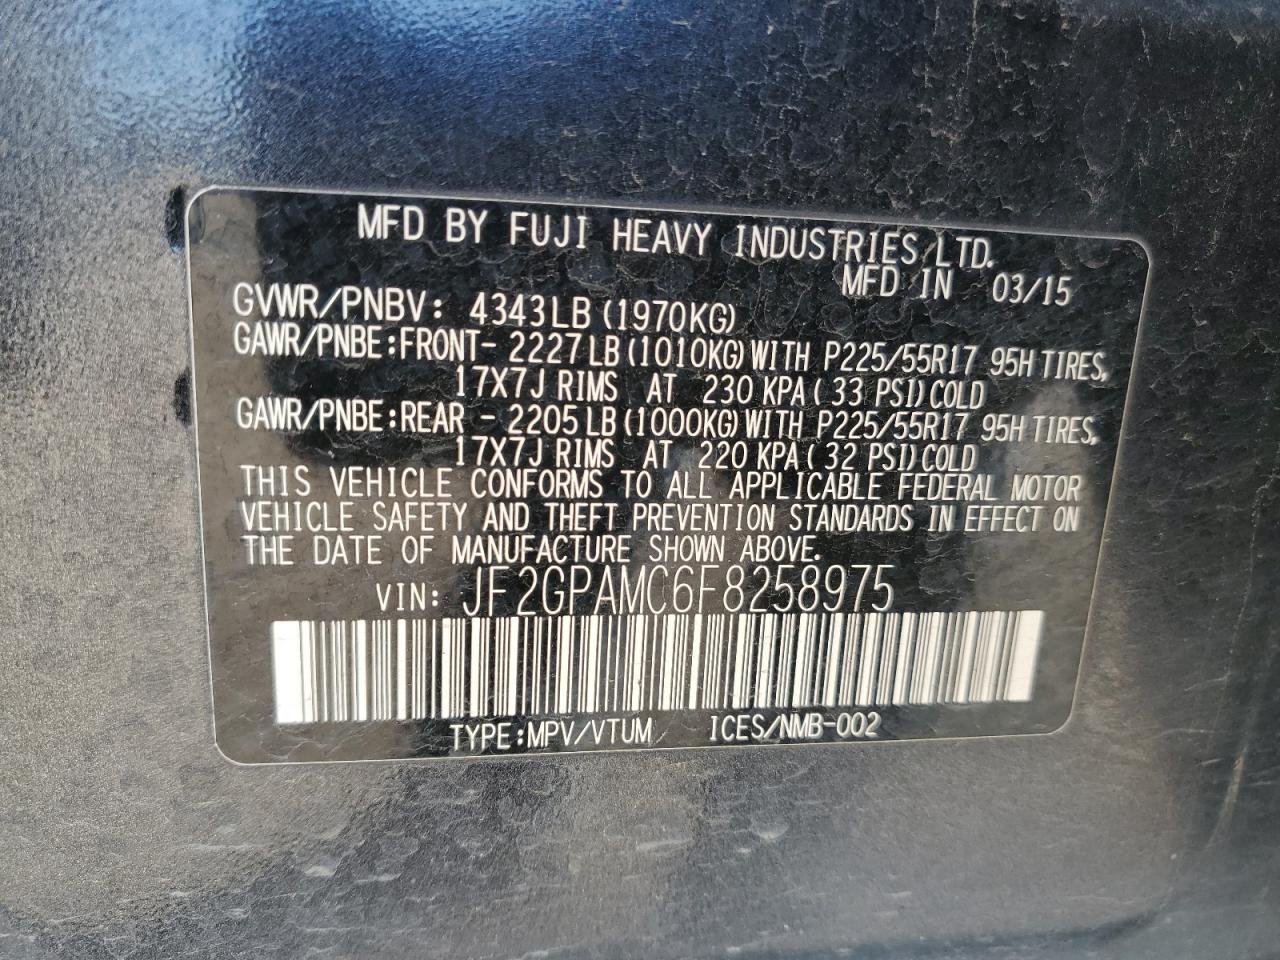 MFD BY FUJI HEAVY INDUSTRIES LTD.
MFD IN 03/15
GVWR/PNBV: 4343LB (1970KG)
GAWR/PNBE:FRONT- 2227LB(1010KG)WITH P225/55R17 95H TIRES,
17X7J RIMS AT 230 KPA(33 PSI)COLD
GAWR/PNBE:REAR - 2205LB(1000KG)WITH P225/55R17 95H TIRES,
17X7J RIMS AT 220 KPA(32 PSI)COLD
THIS VEHICLE CONFORMS TO ALL APPLICABLE FEDERAL MOTOR
VEHICLE SAFETY AND THEFT PREVENTION STANDARDS IN EFFECT ON
THE DATE OF MANUFACTURE SHOWN ABOVE.
VIN: JF2GPAMC6F8258975
TYPE:MPV/VTUM ICES/NMB-002